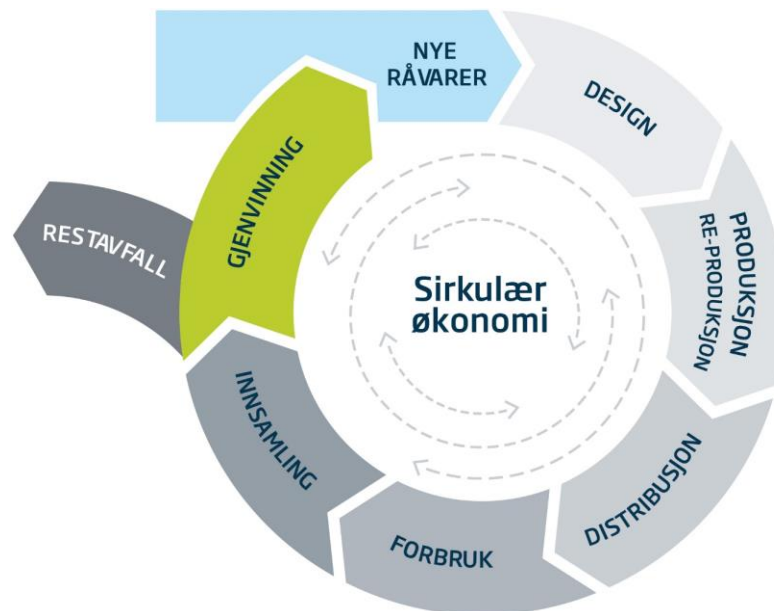 NYE
RÅVARER
DESIGN
PRODUKSJON
RE-PRODUKSJON
DISTRIBUSJON
FORBRUK
INNSAMLING
GJENVINNING
RESTAVFALL
Sirkulær
økonomi